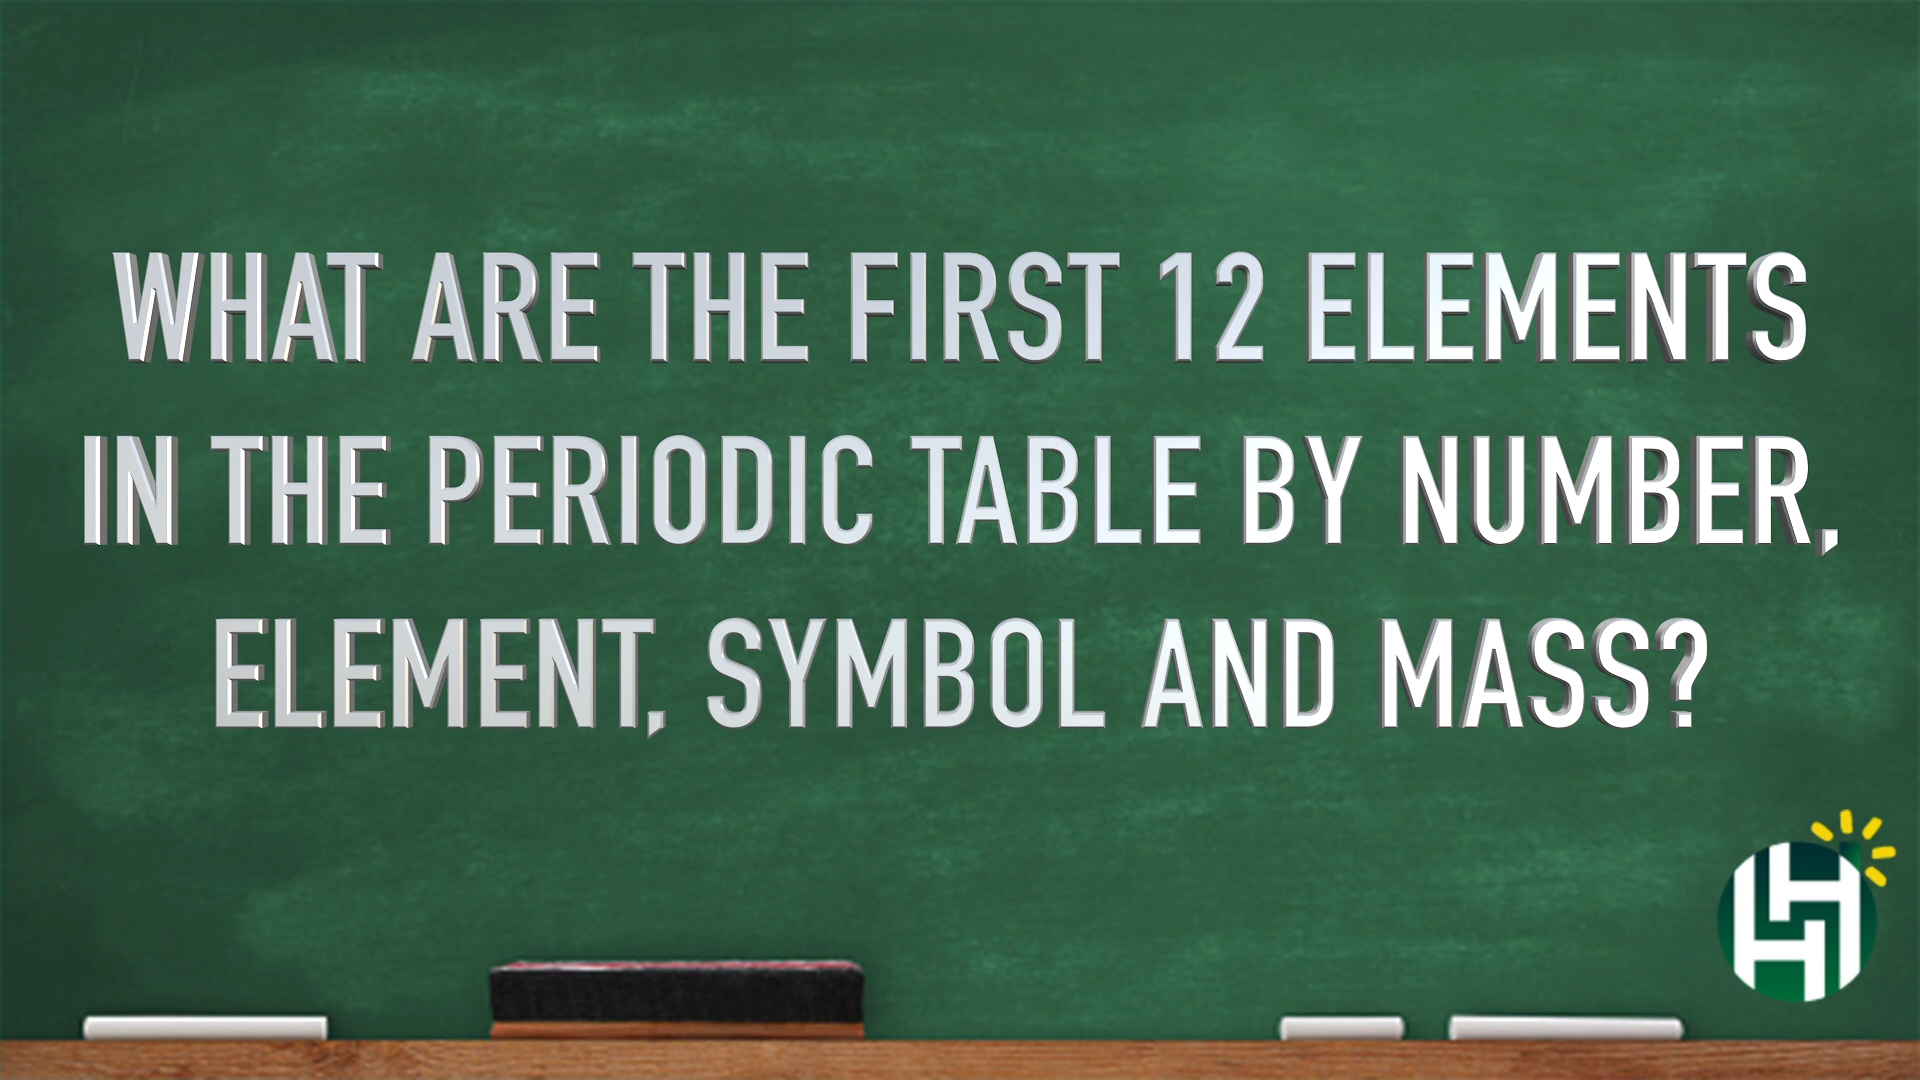 WHAT ARE THE FIRST 12 ELEMENTS
IN THE PERIODIC TABLE BY NUMBER,
ELEMENT, SYMBOL AND MASS?